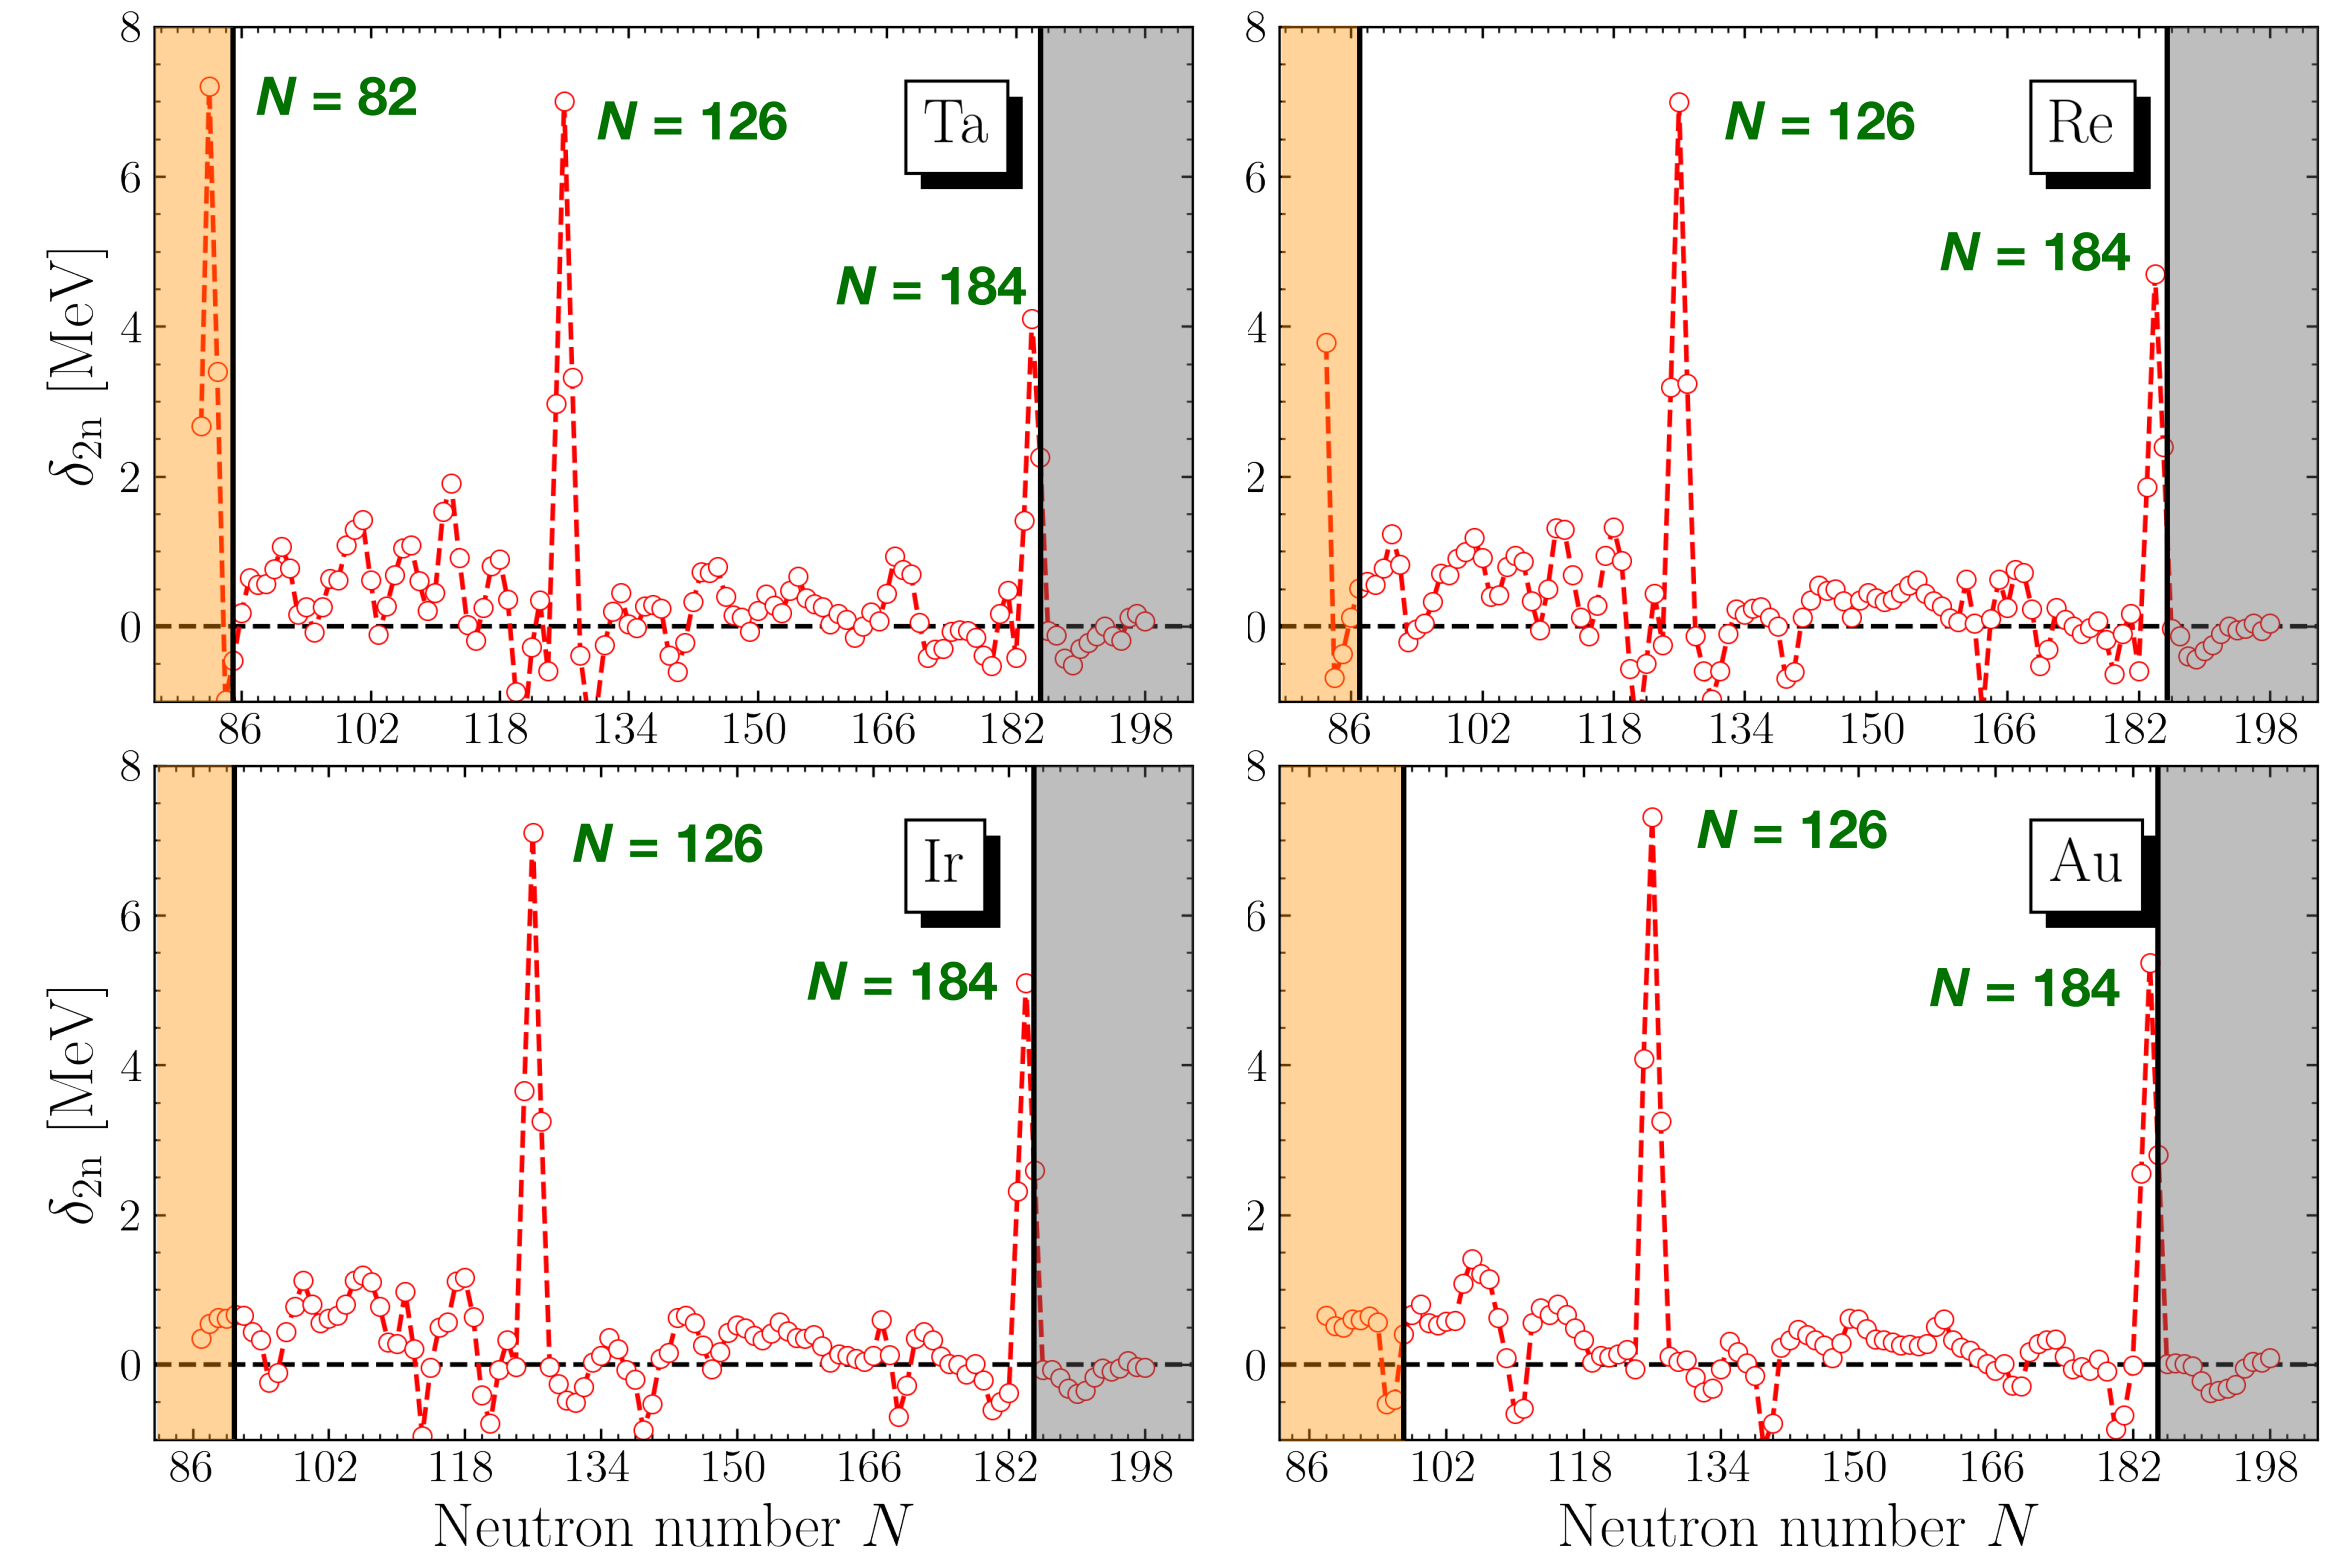 8
6
4
2
0
δ2n [MeV]
N = 82
N = 126
N = 184
Ta
86 102 118 134 150 166 182 198
8
6
4
2
0
N = 126
N = 184
Re
86 102 118 134 150 166 182 198
8
6
4
2
0
δ2n [MeV]
N = 126
N = 184
Ir
86 102 118 134 150 166 182 198
Neutron number N
8
6
4
2
0
N = 126
N = 184
Au
86 102 118 134 150 166 182 198
Neutron number N